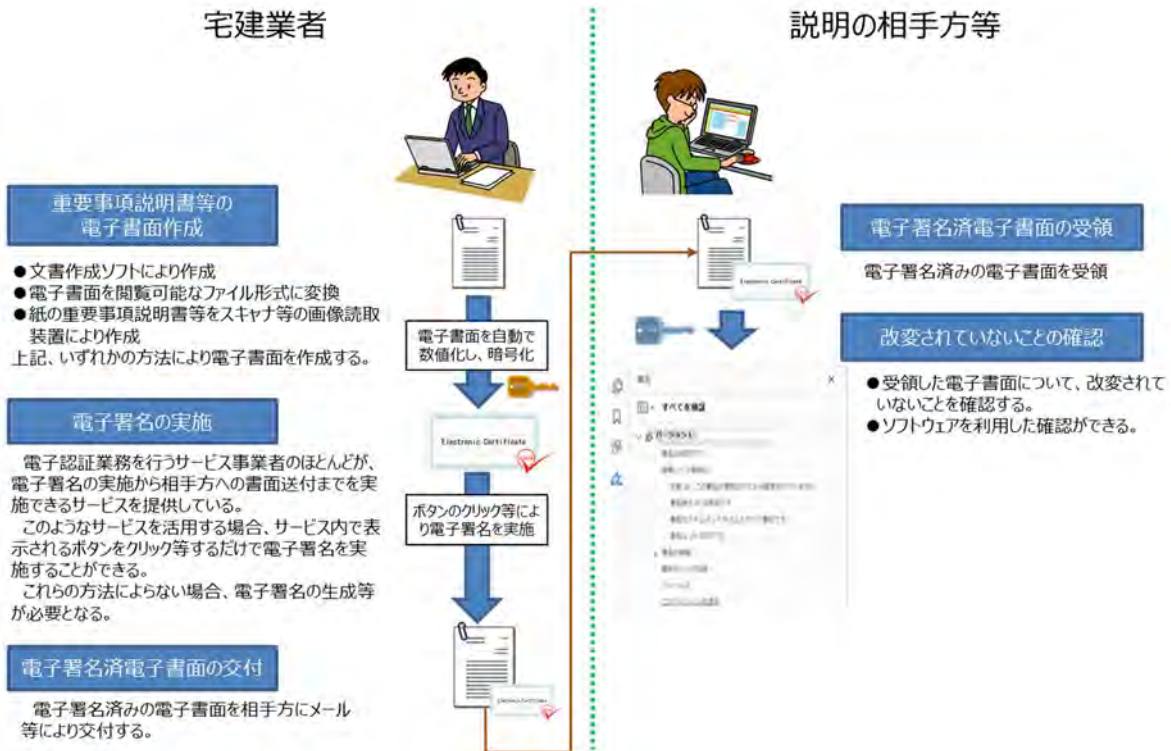 宅建業者
説明の相手方等
重要事項説明書等の
電子書面作成
●文書作成ソフトにより作成
●電子書面を閲覧可能なファイル形式に変換
●紙の重要事項説明書等をスキャナ等の画像読取
装置により作成
上記、いずれかの方法により電子書面を作成する。
電子書面を自動で
数値化し、暗号化
電子署名の実施
電子認証業務を行うサービス事業者のほとんどが、
電子署名の実施から相手方への書面送付までを実
施できるサービスを提供している。
このようなサービスを活用する場合、サービス内で表
示されるボタンをクリック等するだけで電子署名を実
施することができる。
これらの方法によらない場合、電子署名の生成等
が必要となる。
Electronic Certificate
ボタンのクリック等によ
り電子署名を実施
電子署名済電子書面の交付
電子署名済みの電子書面を相手方にメール
等により交付する。
Electronic Certificate
Electronic Certificate
電子署名済電子書面の受領
電子署名済みの電子書面を受領
改変されていないことの確認
●受領した電子書面について、改変されて
いないことを確認する。
●ソフトウェアを利用した確認ができる。
署名
すべてを検証